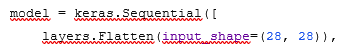 model = keras.Sequential([
    layers.Flatten(input_shape=(28, 28)),